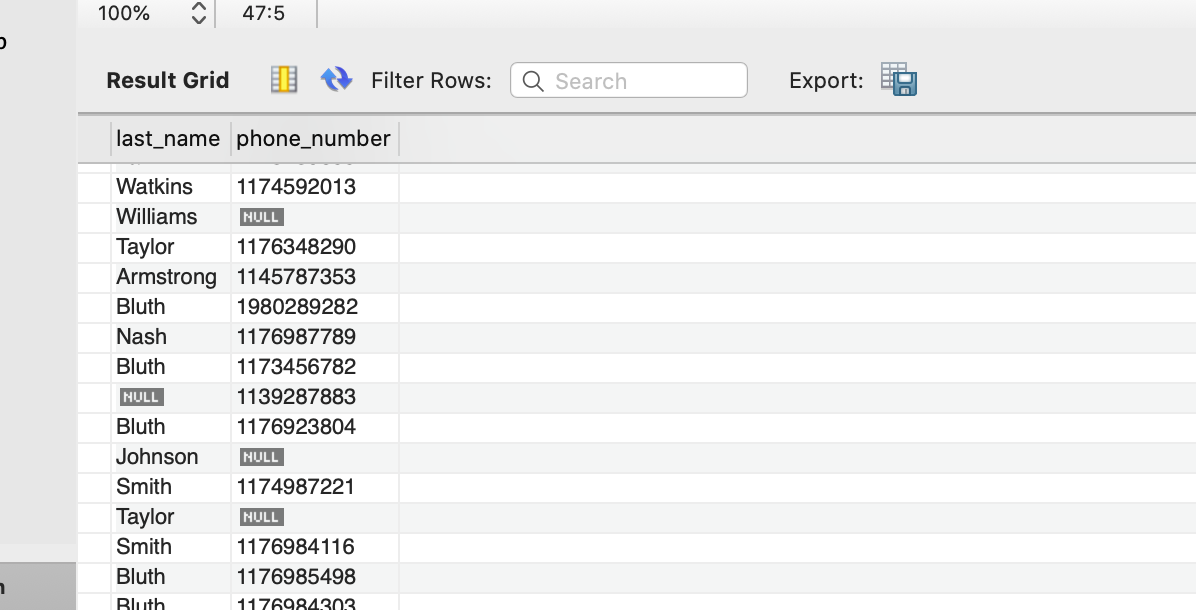 100% 47:5
Result Grid Filter Rows: Search Export:
last_name phone_number
Watkins 1174592013
Williams NULL
Taylor 1176348290
Armstrong 1145787353
Bluth 1980289282
Nash 1176987789
Bluth 1173456782
NULL 1139287883
Bluth 1176923804
Johnson NULL
Smith 1174987221
Taylor NULL
Smith 1176984116
Bluth 1176985498
Bluth 1176984303